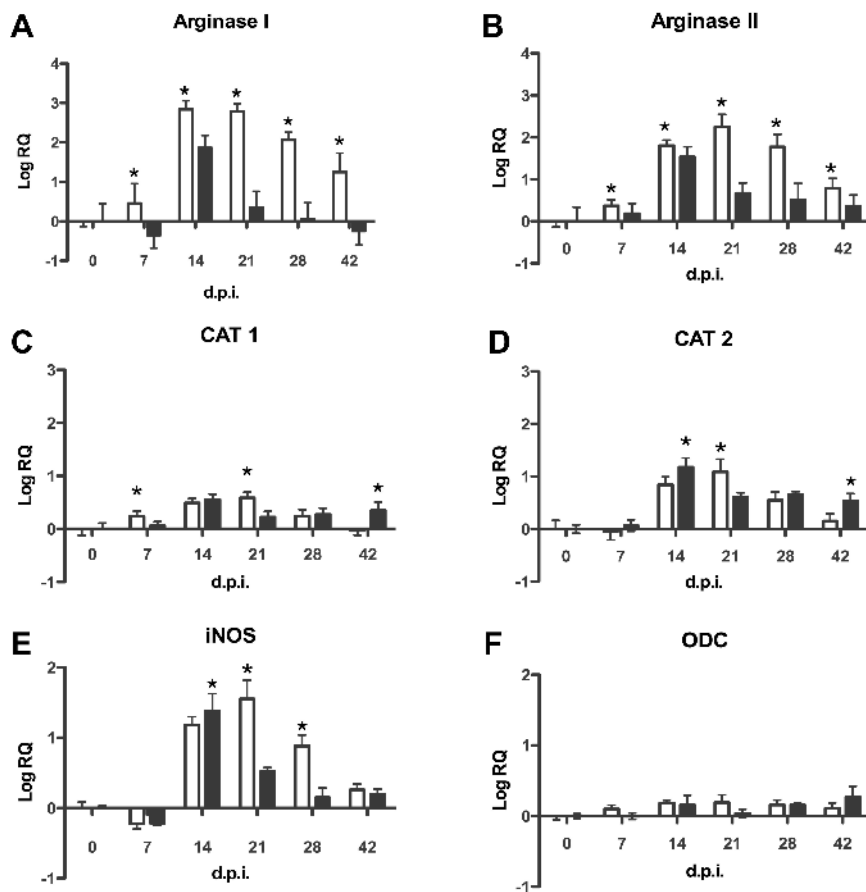 A Arginase I
Log RQ
4
3
2
1
0
-1
* * * * *
0 7 14 21 28 42
d.p.i.
B Arginase II
Log RQ
4
3
2
1
0
-1
* * * * *
0 7 14 21 28 42
d.p.i.
C CAT 1
Log RQ
3
2
1
0
-1
* * *
0 7 14 21 28 42
d.p.i.
D CAT 2
Log RQ
3
2
1
0
-1
* * *
0 7 14 21 28 42
d.p.i.
E iNOS
Log RQ
2
1
0
-1
* * *
0 7 14 21 28 42
d.p.i.
F ODC
Log RQ
2
1
0
-1
0 7 14 21 28 42
d.p.i.